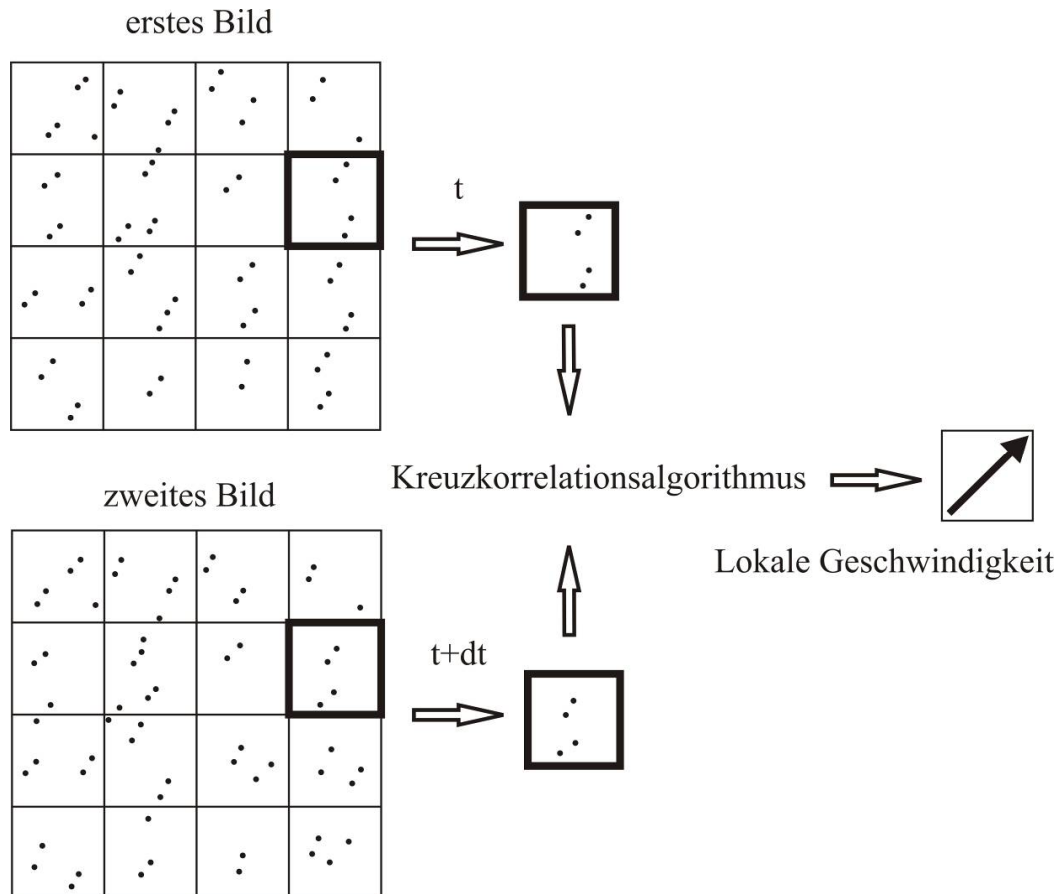 erstes Bild
t
Kreuzkorrelationsalgorithmus
zweites Bild
Lokale Geschwindigkeit
t+dt